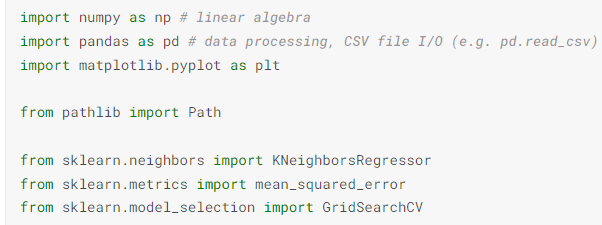 import numpy as np # linear algebra
import pandas as pd # data processing, CSV file I/O (e.g. pd.read_csv)
import matplotlib.pyplot as plt
from pathlib import Path
from sklearn.neighbors import KNeighborsRegressor
from sklearn.metrics import mean_squared_error
from sklearn.model_selection import GridSearchCV